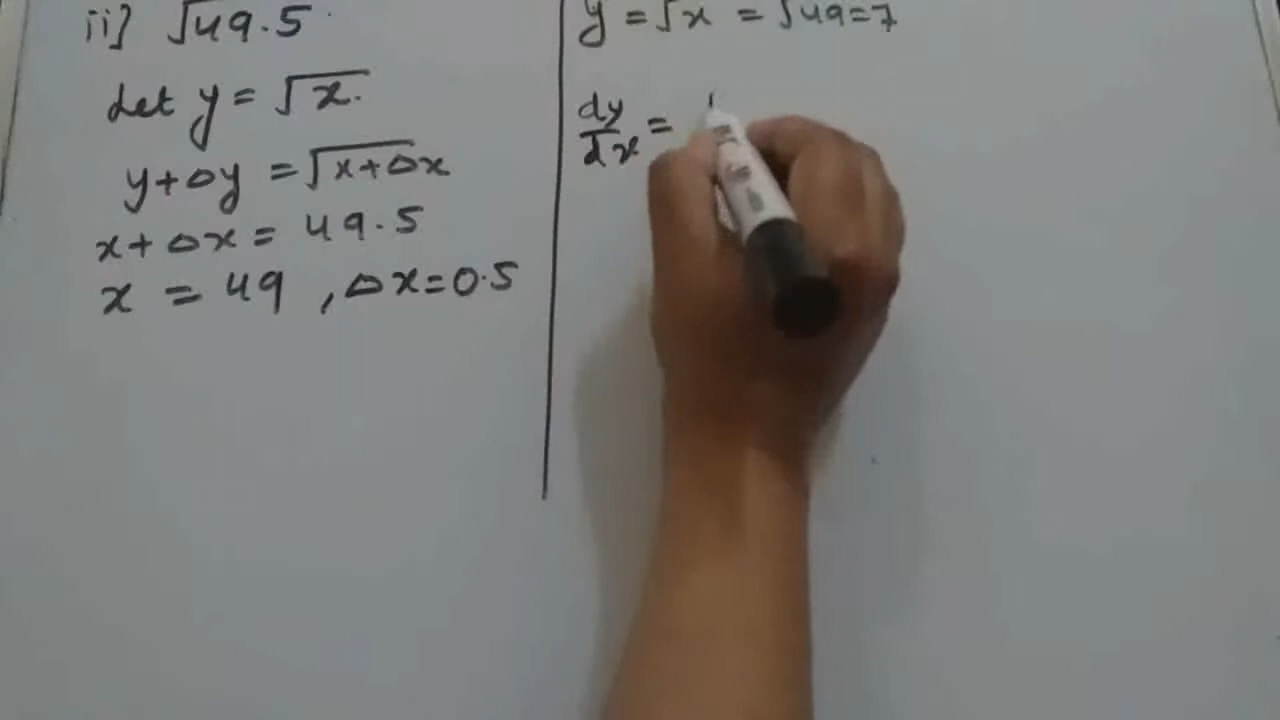 ii] √49.5
Let y = √x.
y+Δy = √x+Δx
x+Δx = 49.5
x = 49 , Δx=0.5
y = √x = √49=7
dy/dx =